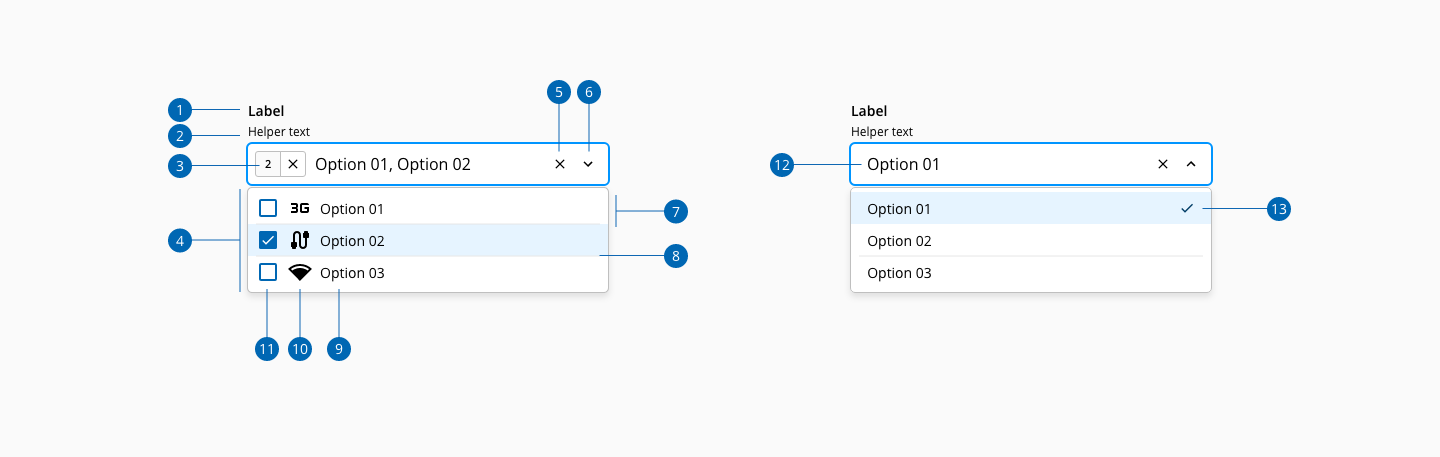 5 6
1 Label
2 Helper text
3 2 Option 01, Option 02
3G Option 01
7
4 Option 02
8
Option 03
11 10 9
Label
Helper text
12 Option 01
Option 01 13
Option 02
Option 03